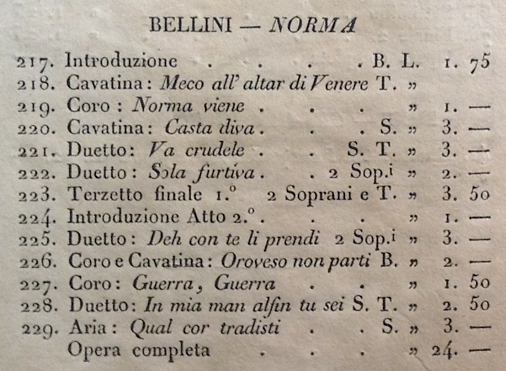 BELLINI — NORMA
217. Introduzione . . . . B. L. 1. 75
218. Cavatina: Meco all' altar di Venere T. „
219. Coro: Norma viene . . . „ 1. —
220. Cavatina: Casta diva . . S. „ 3. —
221. Duetto: Va crudele . S. T. „ 3. —
222. Duetto: Sola furtiva . 2 Sop.i „ 2. —
223. Terzetto finale 1.º 2 Soprani e T. „ 3. 50
224. Introduzione Atto 2.º . . . „ 1. —
225. Duetto: Deh con te li prendi 2 Sop.i „ 3. —
226. Coro e Cavatina: Oroveso non parti B. „ 2. —
227. Coro: Guerra, Guerra . . „ 1. 50
228. Duetto: In mia man alfin tu sei S. T. „ 2. 50
229. Aria: Qual cor tradisti . . S. „ 3. —
Opera completa . . . „ 24. —